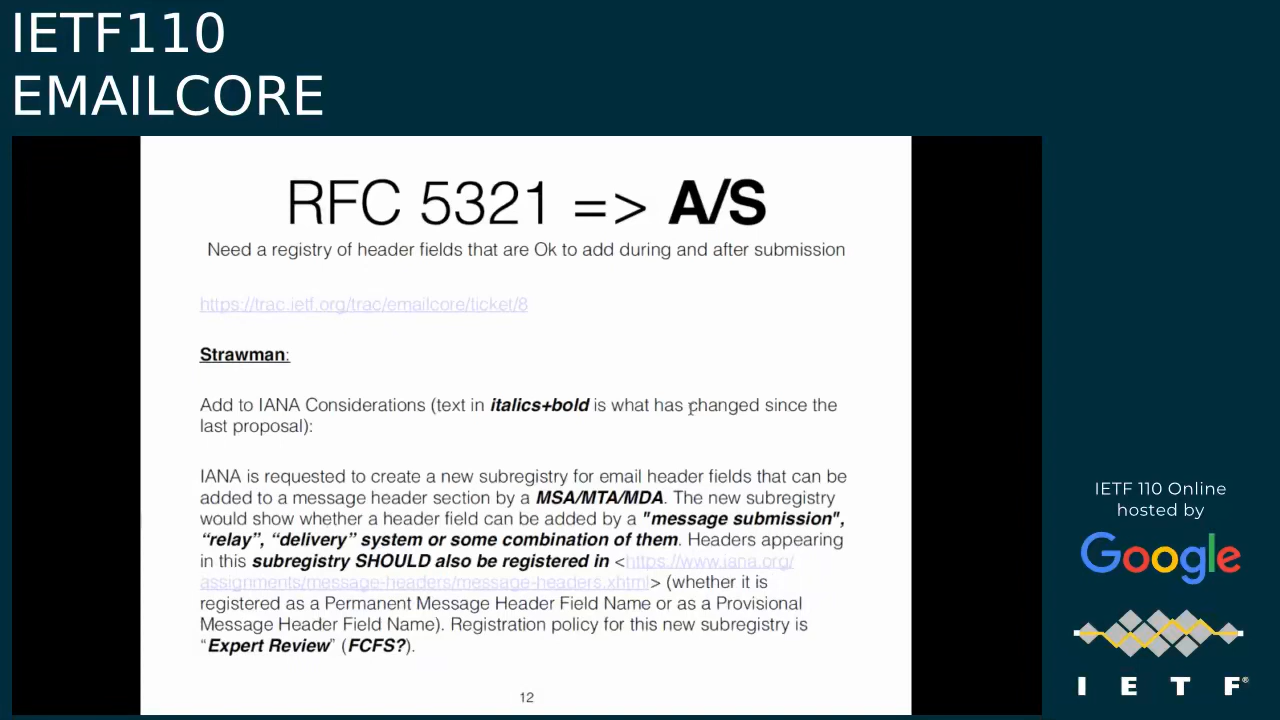 IETF110
EMAILCORE
RFC 5321 => A/S
Need a registry of header fields that are Ok to add during and after submission
https://trac.ietf.org/trac/emailcore/ticket/8
Strawman:
Add to IANA Considerations (text in italics+bold is what has changed since the
last proposal):
IANA is requested to create a new subregistry for email header fields that can be
added to a message header section by a MSA/MTA/MDA. The new subregistry
would show whether a header field can be added by a "message submission",
“relay”, “delivery” system or some combination of them. Headers appearing
in this subregistry SHOULD also be registered in <https://www.iana.org/
assignments/message-headers/message-headers.xhtml> (whether it is
registered as a Permanent Message Header Field Name or as a Provisional
Message Header Field Name). Registration policy for this new subregistry is
“Expert Review” (FCFS?).
12
IETF 110 Online
hosted by
Google
I E T F®